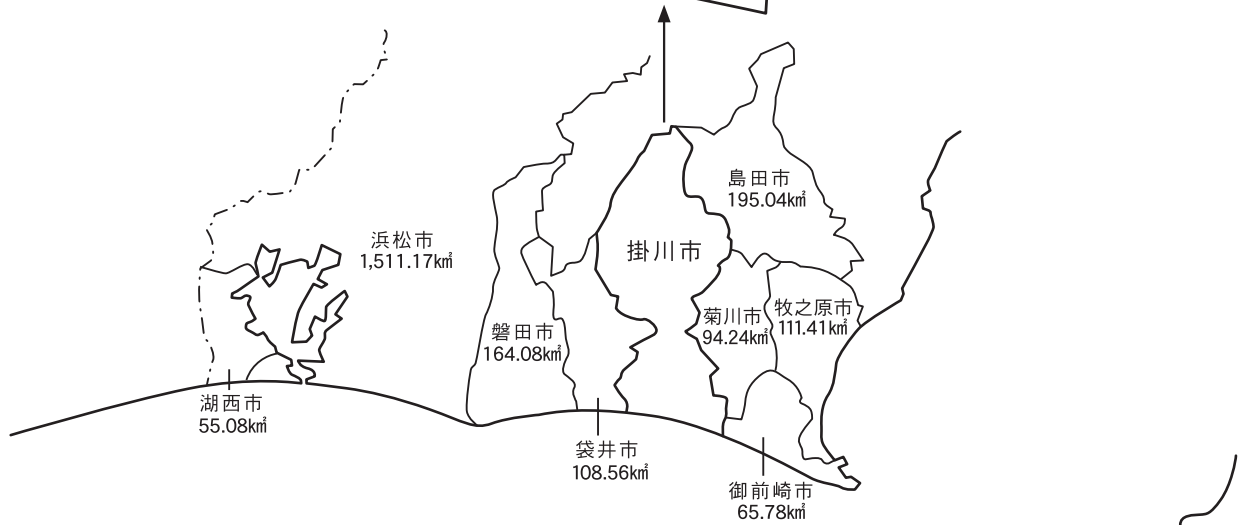 島田市
195.04㎢
浜松市
1,511.17㎢
掛川市
磐田市
164.08㎢
菊川市
94.24㎢
牧之原市
111.41㎢
湖西市
55.08㎢
袋井市
108.56㎢
御前崎市
65.78㎢